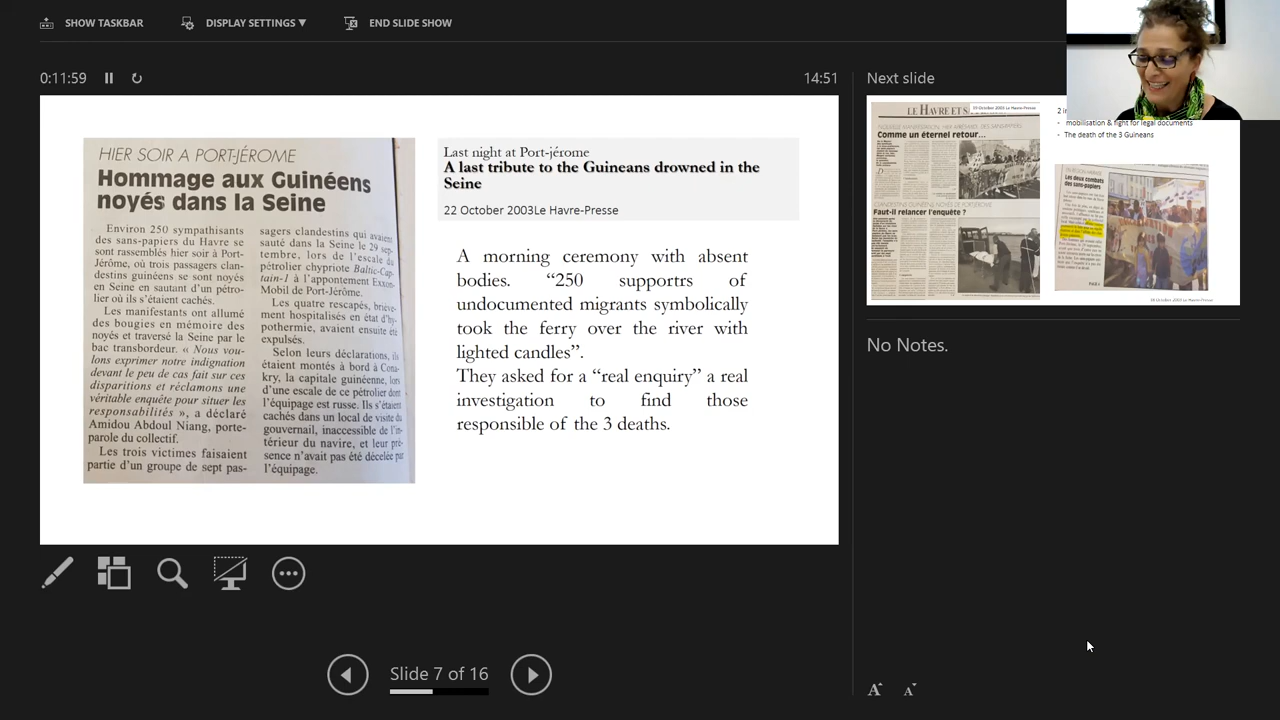 SHOW TASKBAR
DISPLAY SETTINGS ▼
END SLIDE SHOW
0:11:59
14:51
Next slide
HIER SOIR A PORT-JEROME
Hommage aux Guinéens
noyés dans la Seine
Environ 250 sympathisants
des sans-papiers du Havre se
sont rassemblés hier soir à Port-
Jérôme, où trois passagers clan-
destins guinéens se sont noyés
en Seine en sautant d'un pétro-
lier où ils s'étaient cachés.
Les manifestants ont allumé
des bougies en mémoire des
noyés et traversé la Seine par le
bac transbordeur. « Nous vou-
lons exprimer notre indignation
devant le peu de cas fait sur ces
disparitions et réclamons une
véritable enquête pour situer les
responsabilités », a déclaré
Amidou Abdoul Niang, porte-
parole du collectif.
Les trois victimes faisaient
partie d'un groupe de sept pas-
sagers clandestins qui avaient
sauté dans la Seine le 29 sep-
tembre, lors de l'escale du
pétrolier chypriote Baltic-Cap-
tain-1 à l'appontement Exxon-
Mobil de Port-Jérôme.
Les quatre rescapés, briève-
ment hospitalisés en état d'hy-
pothermie, avaient ensuite été
expulsés.
Selon leurs déclarations, ils
étaient montés à bord à Cona-
kry, la capitale guinéenne, lors
d'une escale de ce pétrolier dont
l'équipage est russe. Ils s'étaient
cachés dans un local de visite du
gouvernail, inaccessible de l'in-
térieur du navire, et leur pré-
sence n'avait pas été décelée par
l'équipage.
Last night at Port-jérome
A last tribute to the Guineans drowned in the
Seine
22 October 2003Le Havre-Presse
A morning ceremony with absent
bodies. “250 supportrs of
undocumented migrants symbolically
took the ferry over the river with
lighted candles”.
They asked for a “real enquiry” a real
investigation to find those
responsible of the 3 deaths.
LE HAVRE ET S
Le Havre-Presse
Comme un éternel retour...
Faut-il relancer l'enquête ?
mobilisation & fight for legal documents
The death of the 3 Guineans
Les deux combats
des sans-papiers
No Notes.
Slide 7 of 16
A
A